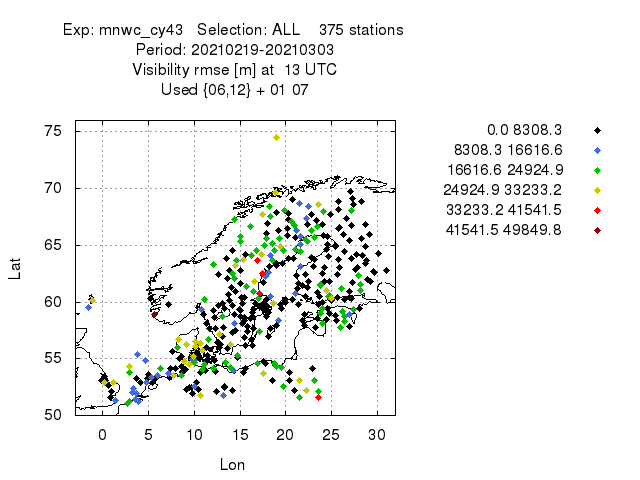 Exp: mnwc_cy43 Selection: ALL 375 stations
Period: 20210219-20210303
Visibility rmse [m] at 13 UTC
Used {06,12} + 01 07
0.0 8308.3
8308.3 16616.6
16616.6 24924.9
24924.9 33233.2
33233.2 41541.5
41541.5 49849.8
75
70
65
60
55
50
Lat
0 5 10 15 20 25 30
Lon